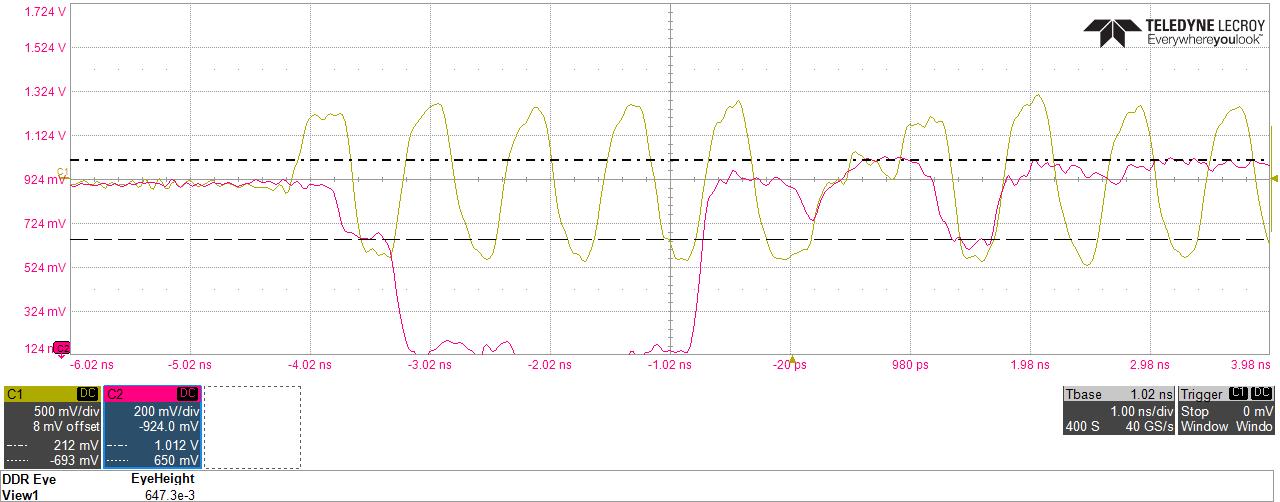 1.724 V
1.524 V
TELEDYNE LECROY
Everywhereyoulook™
1.324 V
1.124 V
C1
924 mV
724 mV
524 mV
324 mV
124 m
C2
-6.02 ns -5.02 ns -4.02 ns -3.02 ns -2.02 ns -1.02 ns -20 ps 980 ps 1.98 ns 2.98 ns 3.98 ns
C1 DC C2 DC Tbase 1.02 ns Trigger C1 DC
500 mV/div 200 mV/div 1.00 ns/div Stop 0 mV
8 mV offset -924.0 mV 400 S 40 GS/s Window Windo
212 mV 1.012 V
-693 mV 650 mV
DDR Eye EyeHeight
View1 647.3e-3